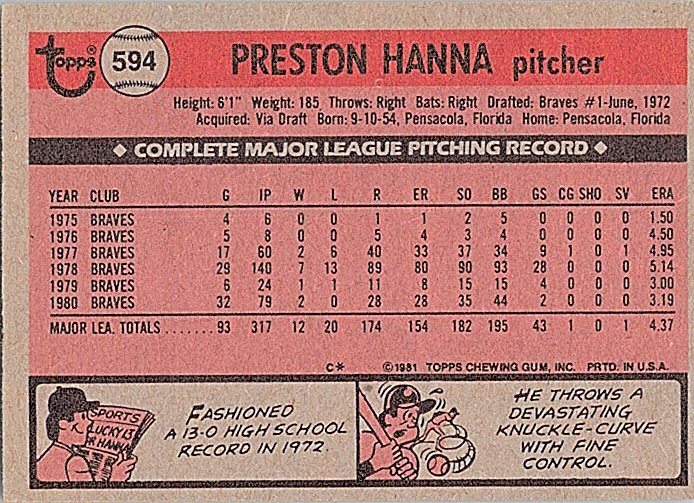 Topps® 594 PRESTON HANNA pitcher
Height: 6'1" Weight: 185 Throws: Right Bats: Right Drafted: Braves #1-June, 1972
Acquired: Via Draft Born: 9-10-54, Pensacola, Florida Home: Pensacola, Florida
◆ COMPLETE MAJOR LEAGUE PITCHING RECORD ◆
YEAR CLUB G IP W L R ER SO BB GS CG SHO SV ERA
1975 BRAVES 4 6 0 0 1 1 2 5 0 0 0 0 1.50
1976 BRAVES 5 8 0 0 5 4 3 4 0 0 0 0 4.50
1977 BRAVES 17 60 2 6 40 33 37 34 9 1 0 1 4.95
1978 BRAVES 29 140 7 13 89 80 90 93 28 0 0 0 5.14
1979 BRAVES 6 24 1 1 11 8 15 15 4 0 0 0 3.00
1980 BRAVES 32 79 2 0 28 28 35 44 2 0 0 0 3.19
MAJOR LEA. TOTALS ....... 93 317 12 20 174 154 182 195 43 1 0 1 4.37
C* ©1981 TOPPS CHEWING GUM, INC. PRTD. IN U.S.A.
SPORTS
LUCKY 13
R HANNA
FASHIONED
A 13-0 HIGH SCHOOL
RECORD IN 1972.
HE THROWS A
DEVASTATING
KNUCKLE-CURVE
WITH FINE
CONTROL.